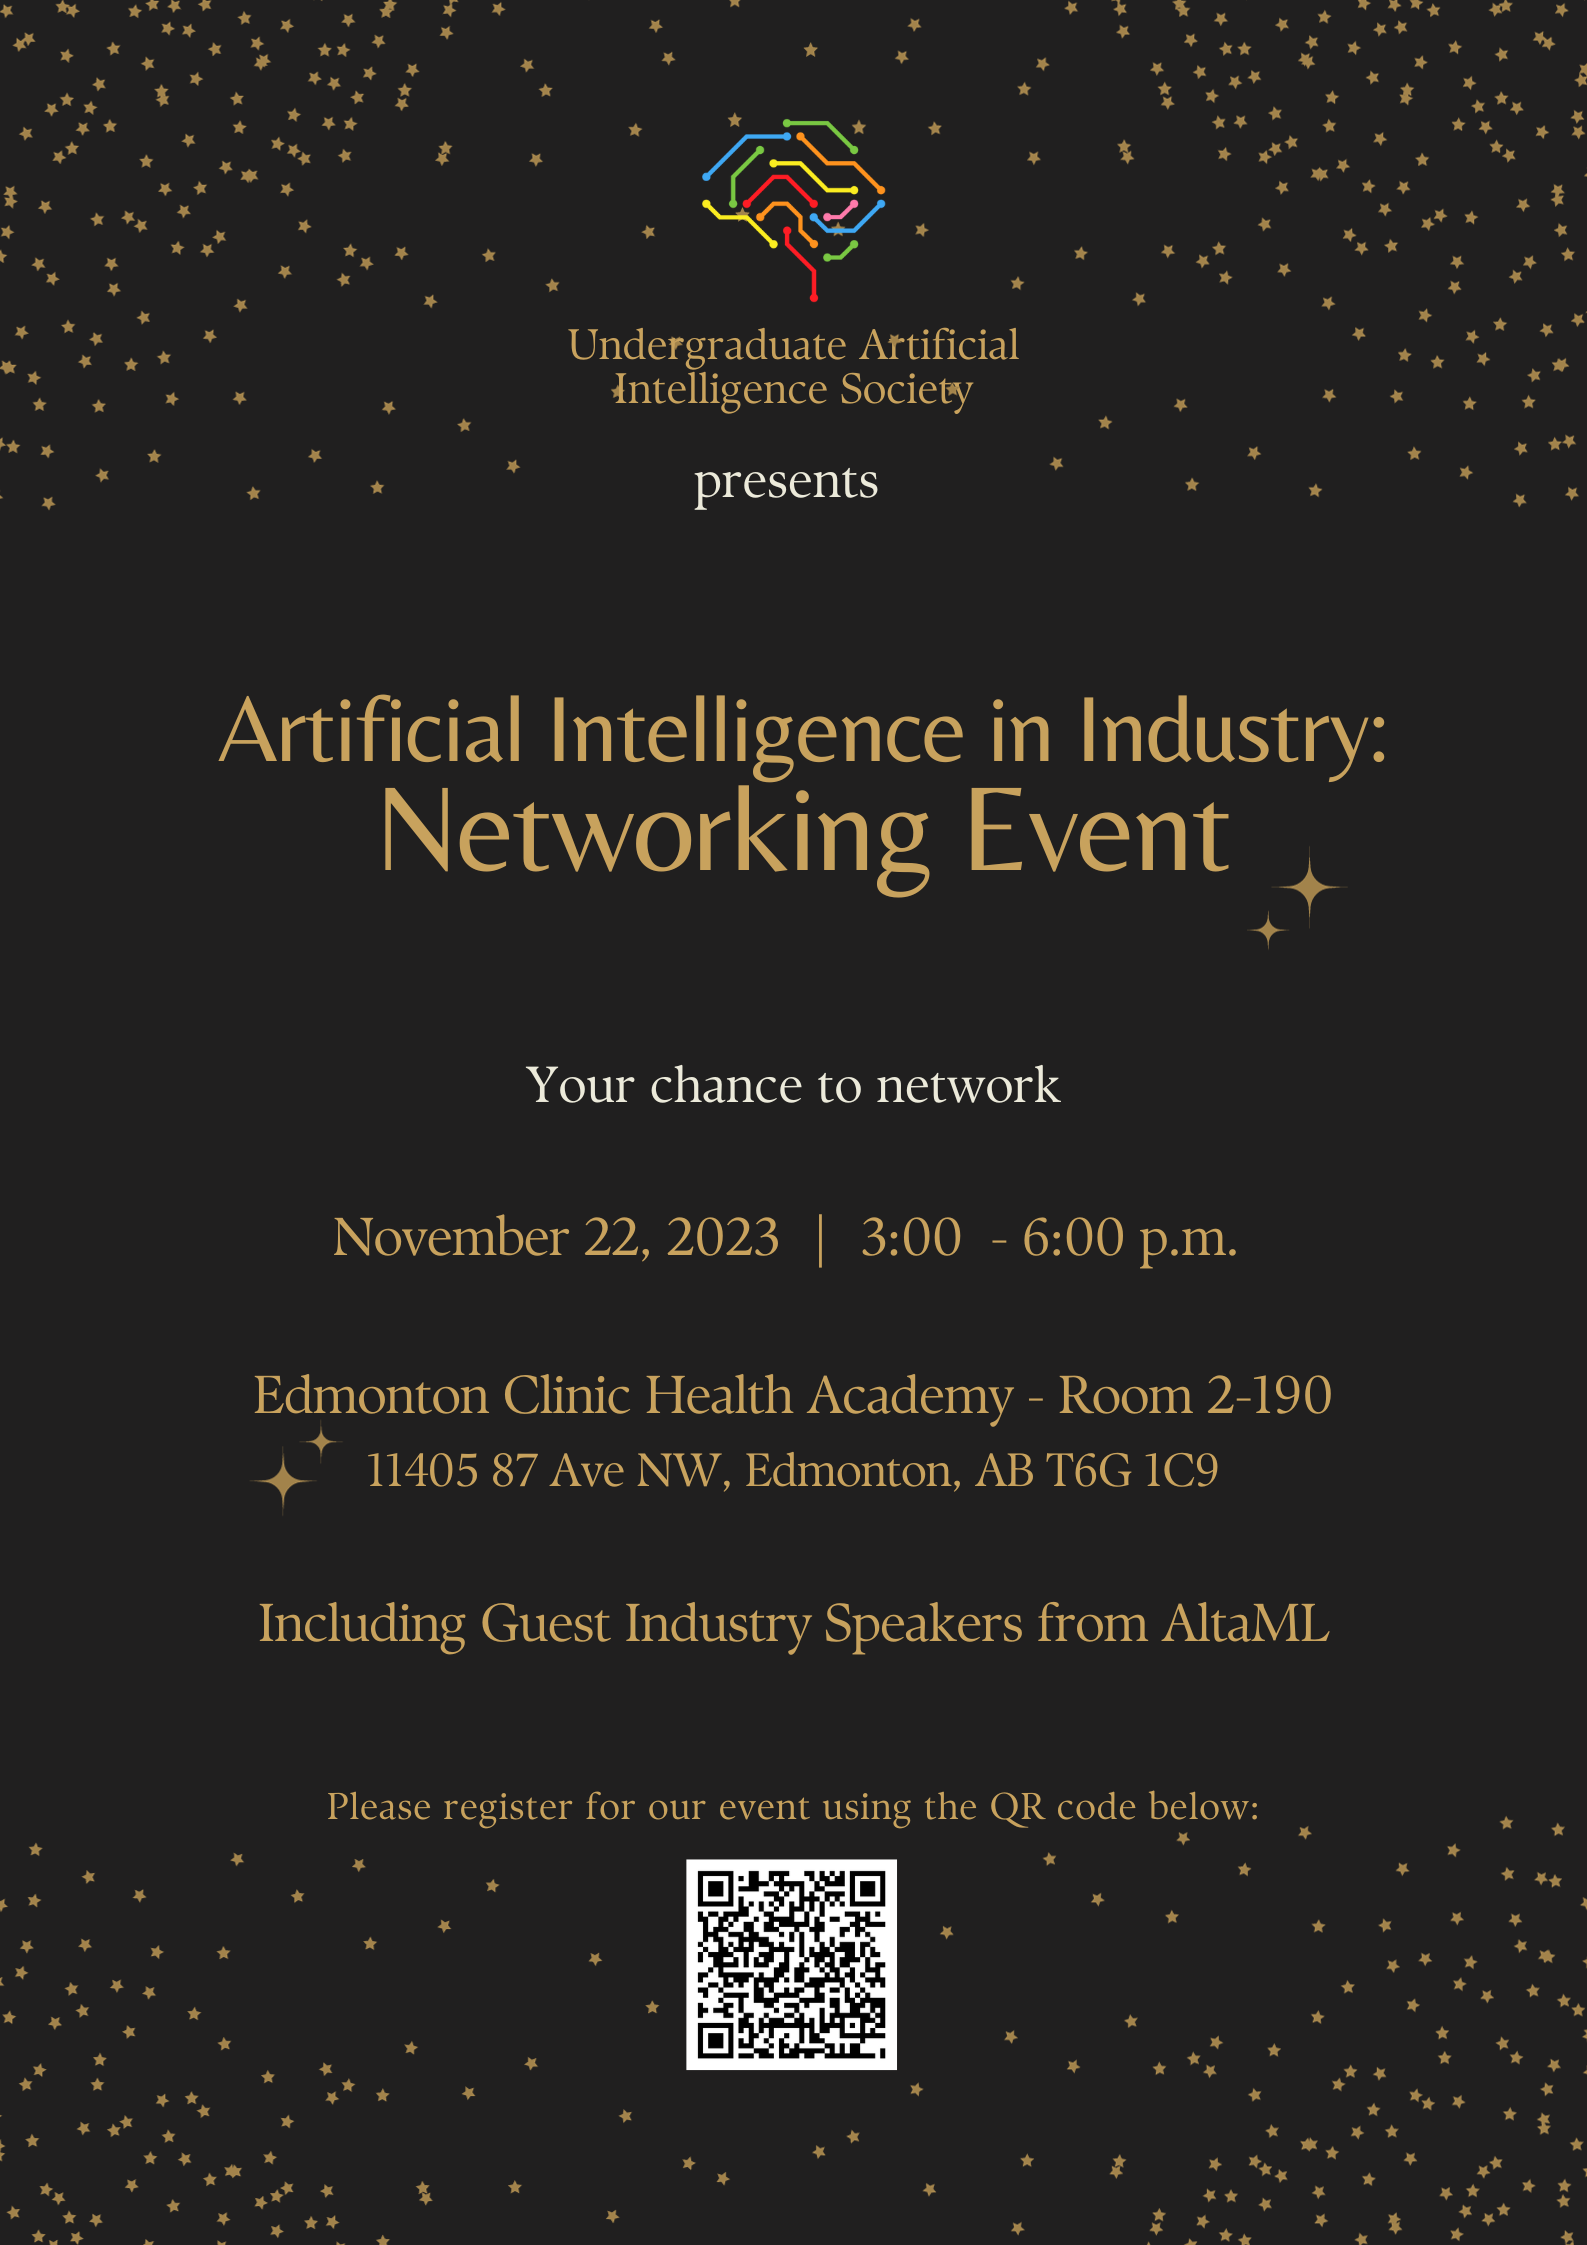 Undergraduate Artificial
Intelligence Society
presents
Artificial Intelligence in Industry:
Networking Event
Your chance to network
November 22, 2023 | 3:00 - 6:00 p.m.
Edmonton Clinic Health Academy - Room 2-190
11405 87 Ave NW, Edmonton, AB T6G 1C9
Including Guest Industry Speakers from AltaML
Please register for our event using the QR code below: